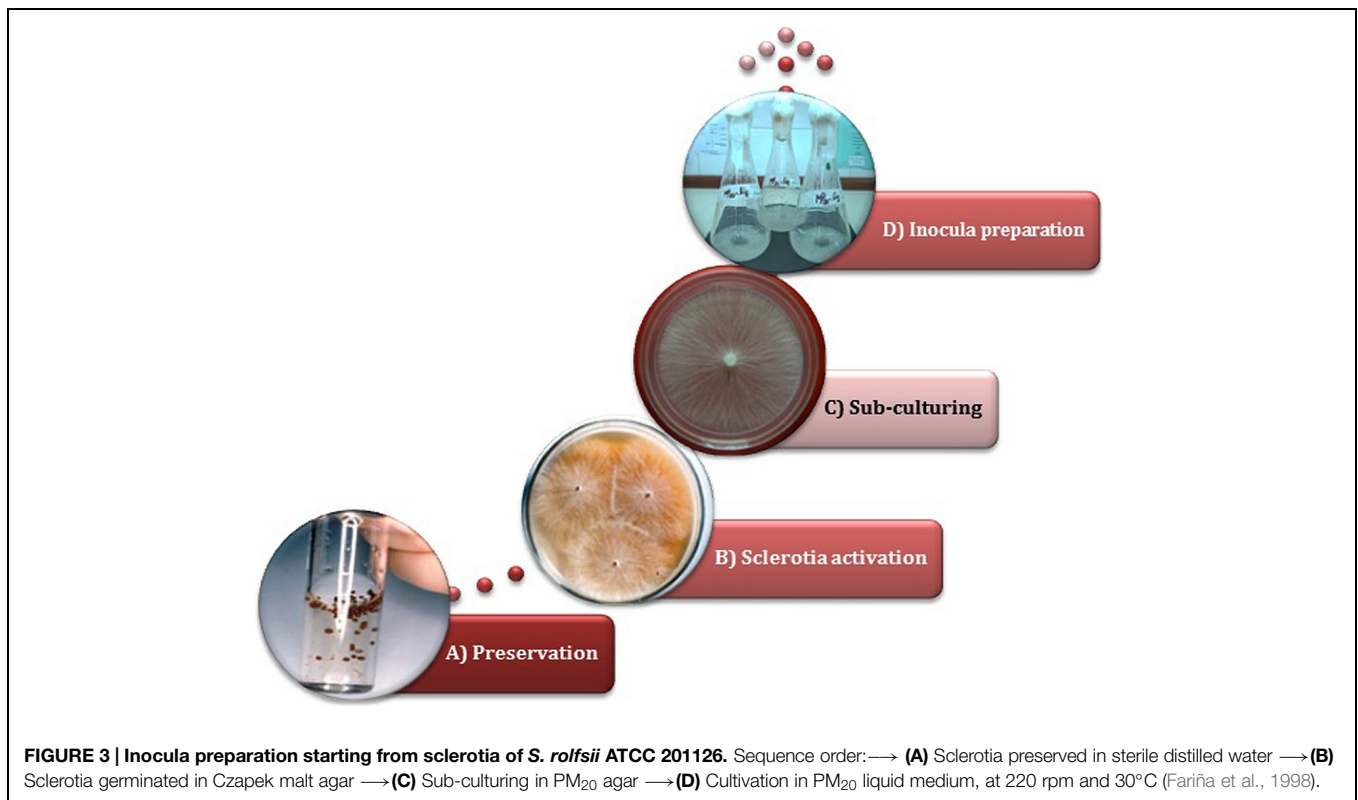 D) Inocula preparation
C) Sub-culturing
B) Sclerotia activation
A) Preservation
FIGURE 3 | Inocula preparation starting from sclerotia of S. rolfsii ATCC 201126. Sequence order:⟶ (A) Sclerotia preserved in sterile distilled water ⟶(B)
Sclerotia germinated in Czapek malt agar ⟶(C) Sub-culturing in PM₂₀ agar ⟶(D) Cultivation in PM₂₀ liquid medium, at 220 rpm and 30°C (Fariña et al., 1998).